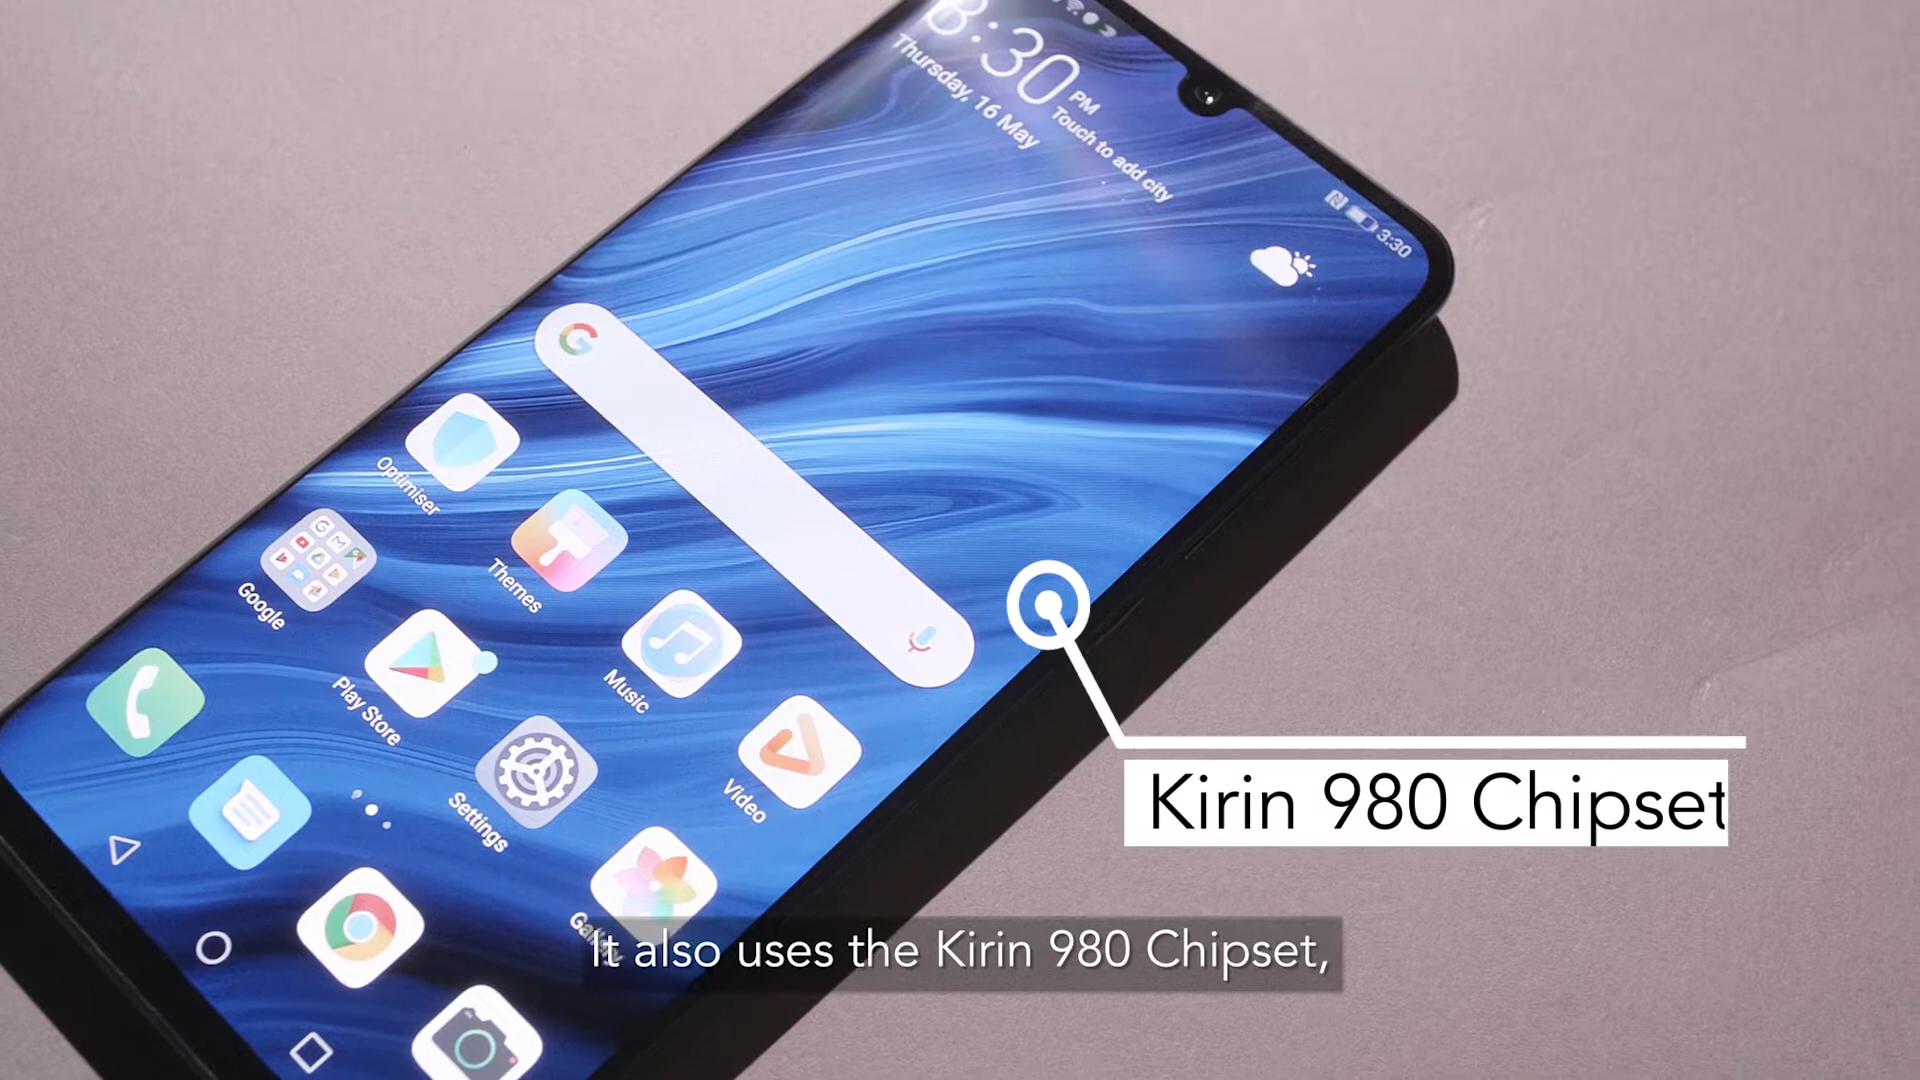 8:30 PM
Thursday, 16 May
Touch to add city
3:30
Optimiser
Themes
Google
Music
Play Store
Video
Settings
Kirin 980 Chipset
It also uses the Kirin 980 Chipset,